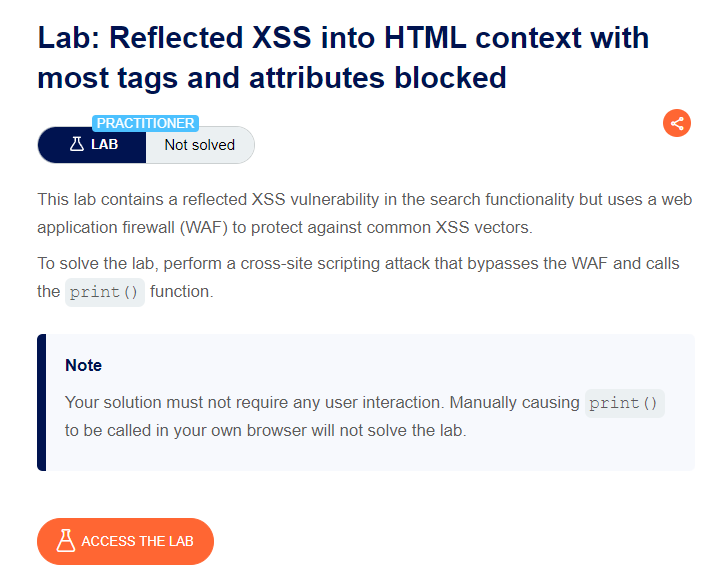 Lab: Reflected XSS into HTML context with
most tags and attributes blocked
PRACTITIONER
LAB
Not solved
This lab contains a reflected XSS vulnerability in the search functionality but uses a web
application firewall (WAF) to protect against common XSS vectors.
To solve the lab, perform a cross-site scripting attack that bypasses the WAF and calls
the print() function.
Note
Your solution must not require any user interaction. Manually causing print()
to be called in your own browser will not solve the lab.
ACCESS THE LAB